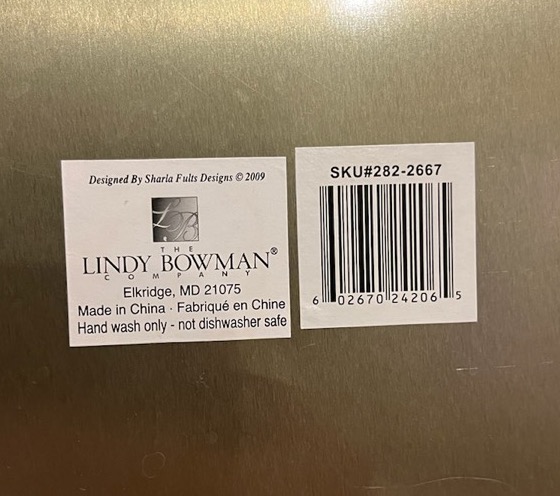 Designed By Sharla Fults Designs © 2009
LB
THE
LINDY BOWMAN®
COMPANY
Elkridge, MD 21075
Made in China · Fabriqué en Chine
Hand wash only - not dishwasher safe
SKU#282-2667
6 02670 24206 5